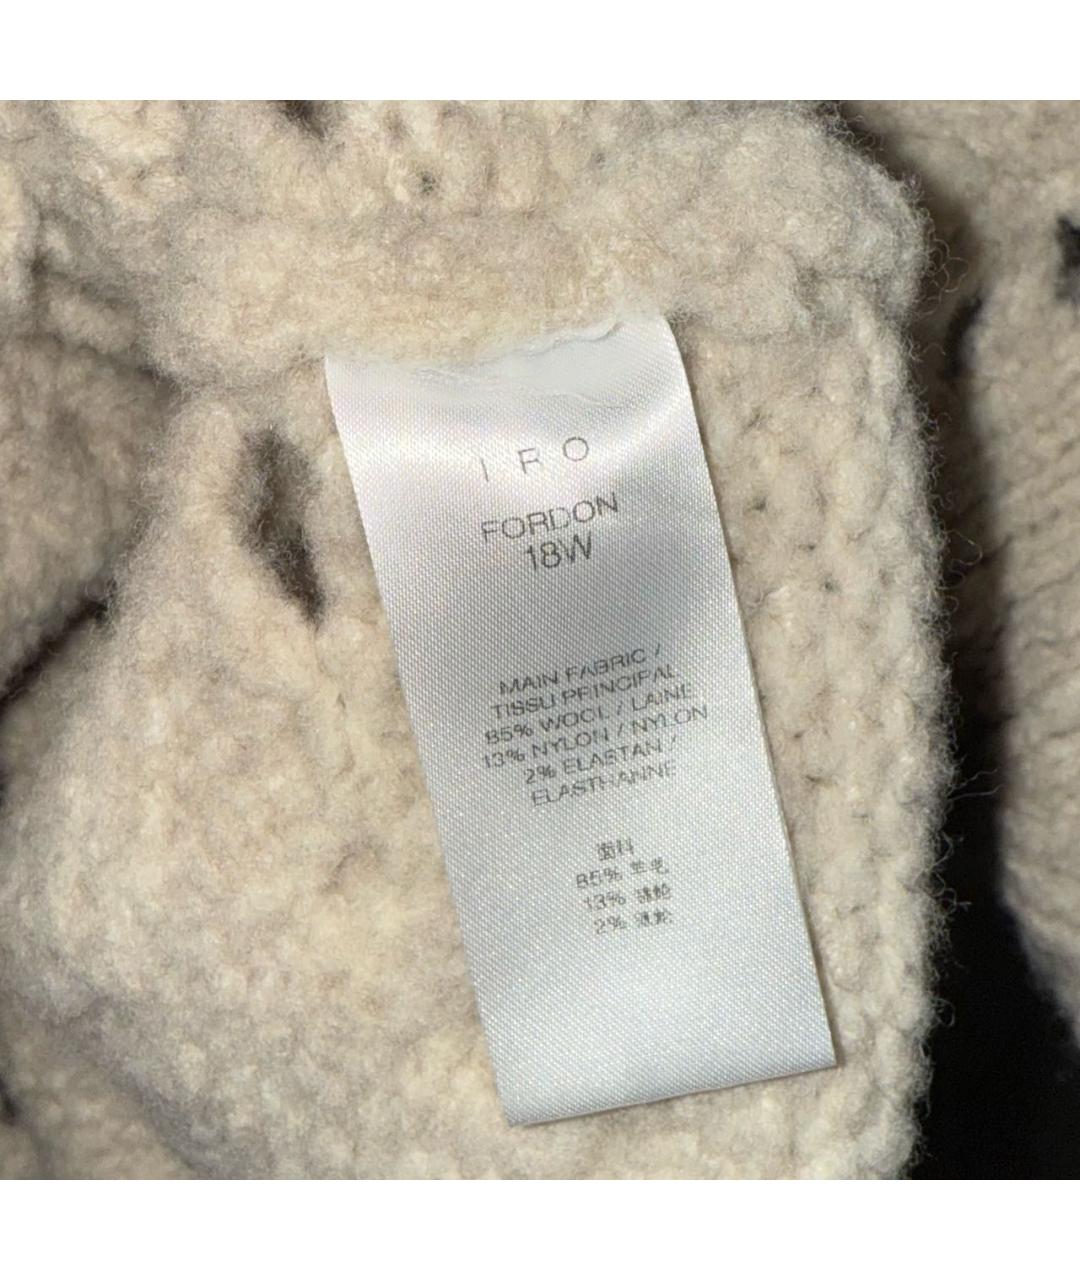 IRO
FORDON
18W
MAIN FABRIC /
TISSU PRINCIPAL
85% WOOL / LAINE
13% NYLON / NYLON
2% ELASTAN /
ELASTHANNE
面料
85% 羊毛
13% 锦纶
2% 氨纶